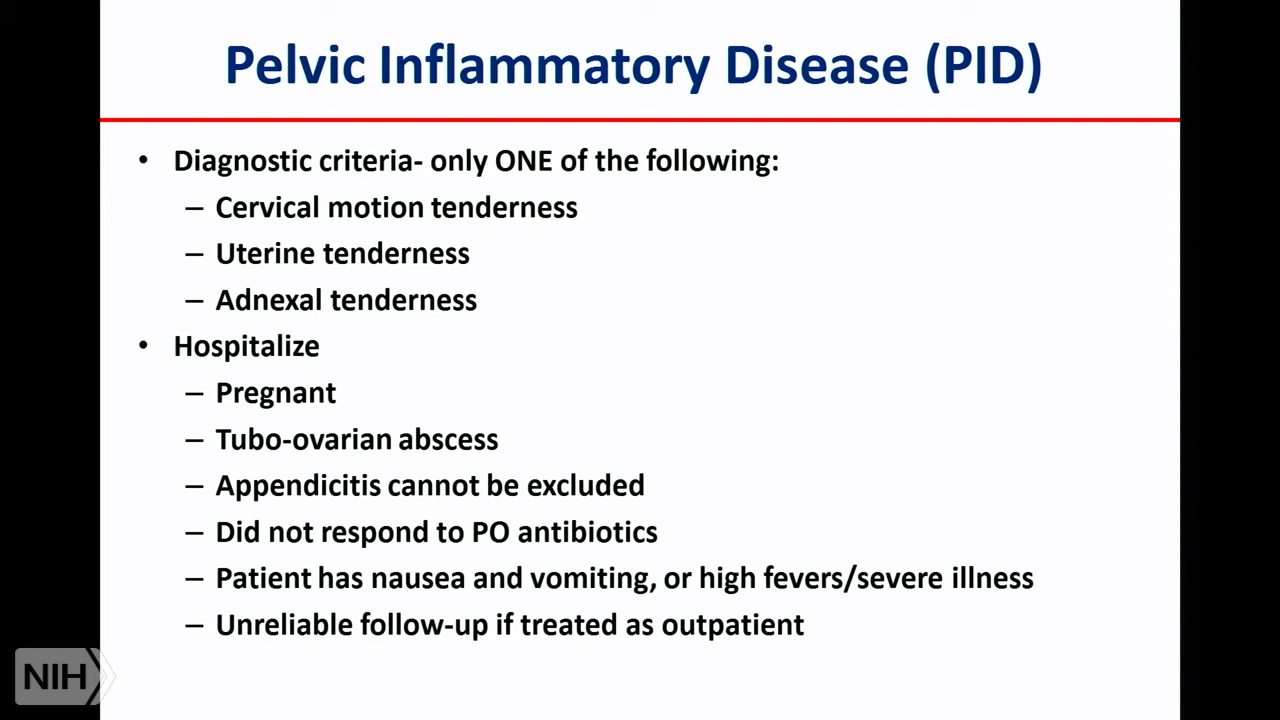 Pelvic Inflammatory Disease (PID)
• Diagnostic criteria- only ONE of the following:
– Cervical motion tenderness
– Uterine tenderness
– Adnexal tenderness
• Hospitalize
– Pregnant
– Tubo-ovarian abscess
– Appendicitis cannot be excluded
– Did not respond to PO antibiotics
– Patient has nausea and vomiting, or high fevers/severe illness
– Unreliable follow-up if treated as outpatient
NIH